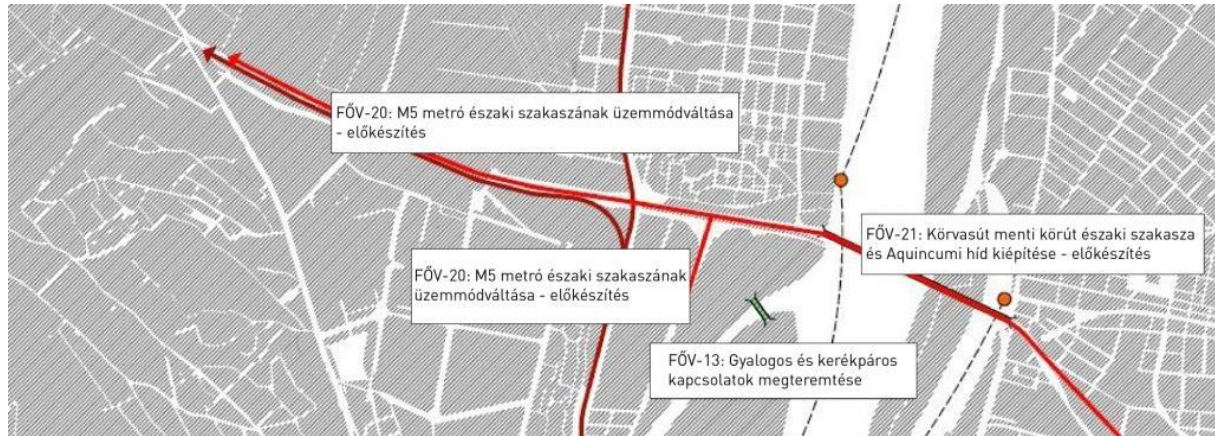 FŐV-20: M5 metró északi szakaszának üzemmódváltása
- előkészítés
FŐV-21: Körvasút menti körút északi szakasza
és Aquincumi híd kiépítése - előkészítés
FŐV-20: M5 metró északi szakaszának
üzemmódváltása - előkészítés
FŐV-13: Gyalogos és kerékpáros
kapcsolatok megteremtése